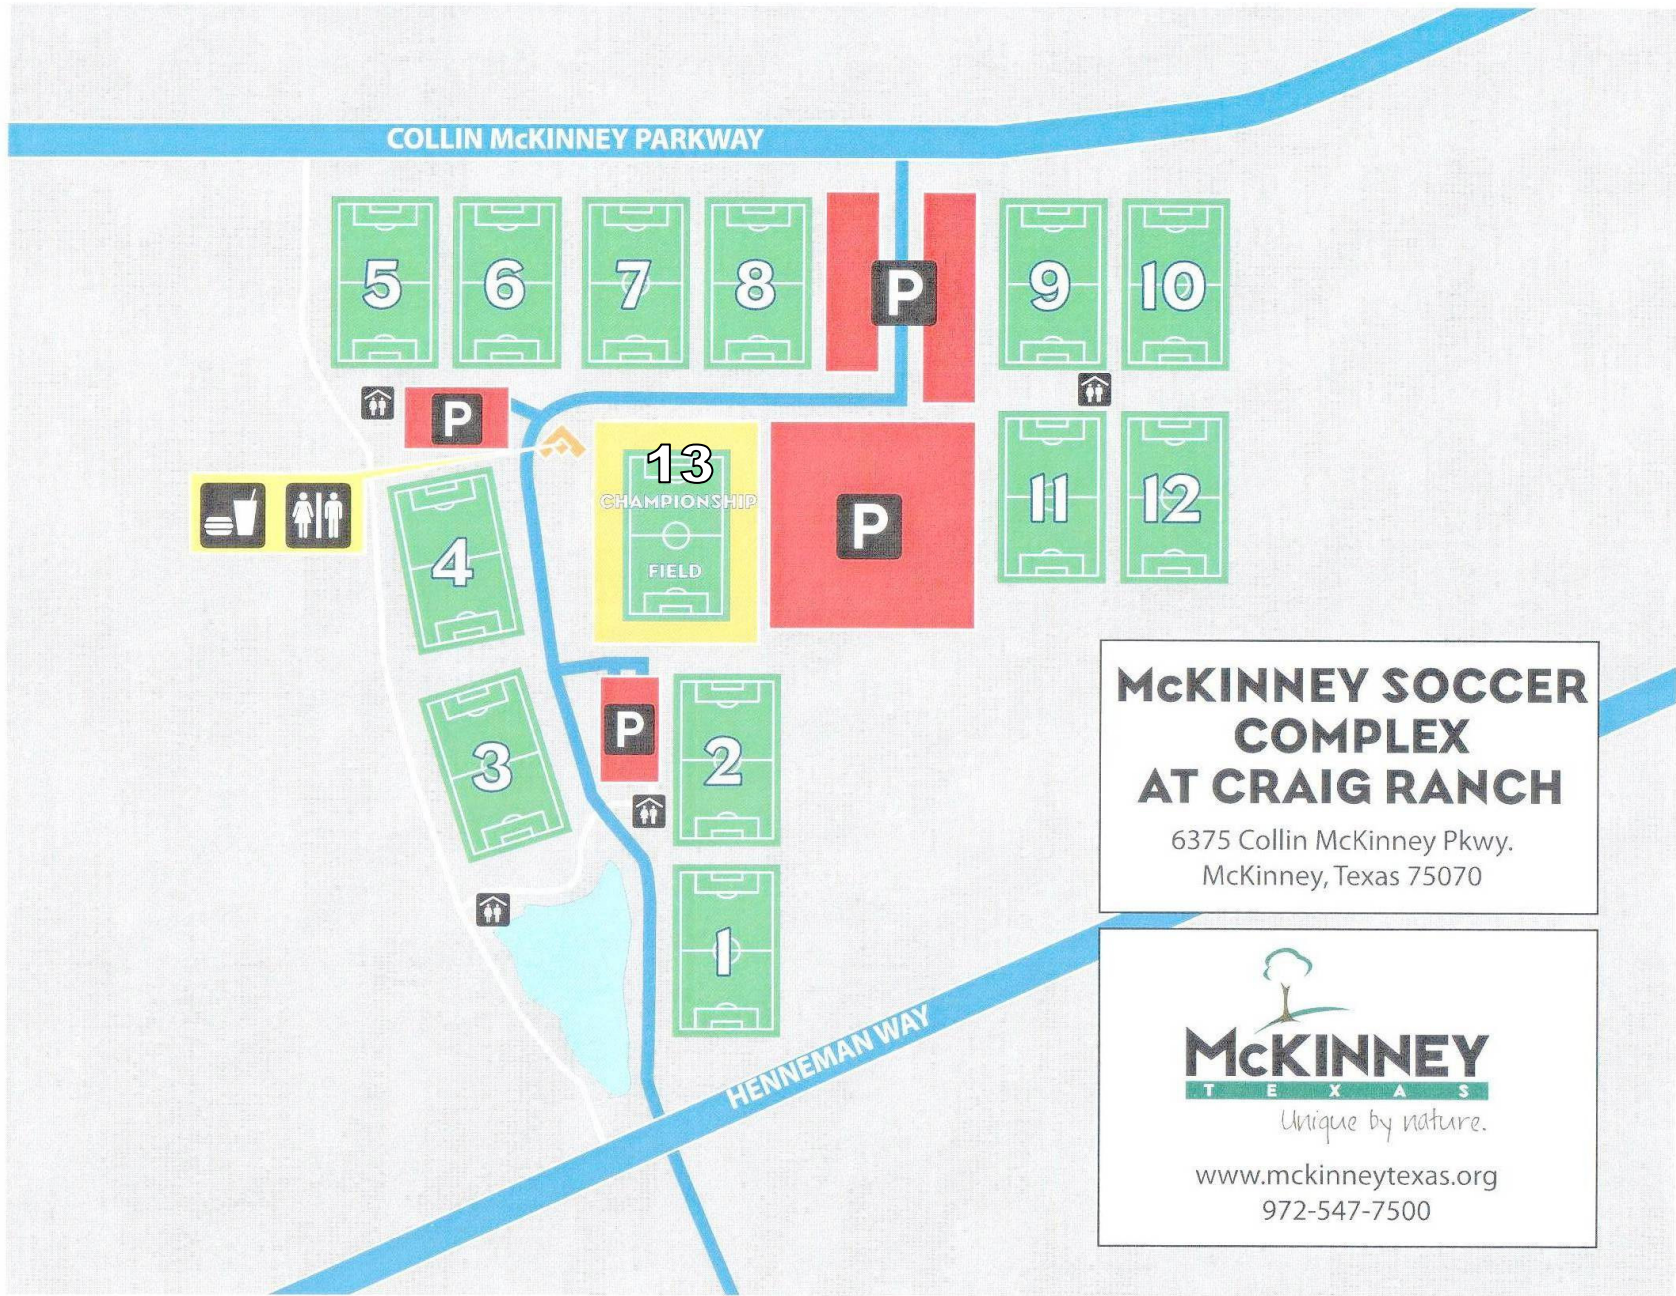 COLLIN McKINNEY PARKWAY
5
6
7
8
P
9
10
P
13
CHAMPIONSHIP
FIELD
P
11
12
4
3
P
2
1
HENNEMAN WAY
McKINNEY SOCCER
COMPLEX
AT CRAIG RANCH
6375 Collin McKinney Pkwy.
McKinney, Texas 75070
McKINNEY
TEXAS
Unique by nature.
www.mckinneytexas.org
972-547-7500